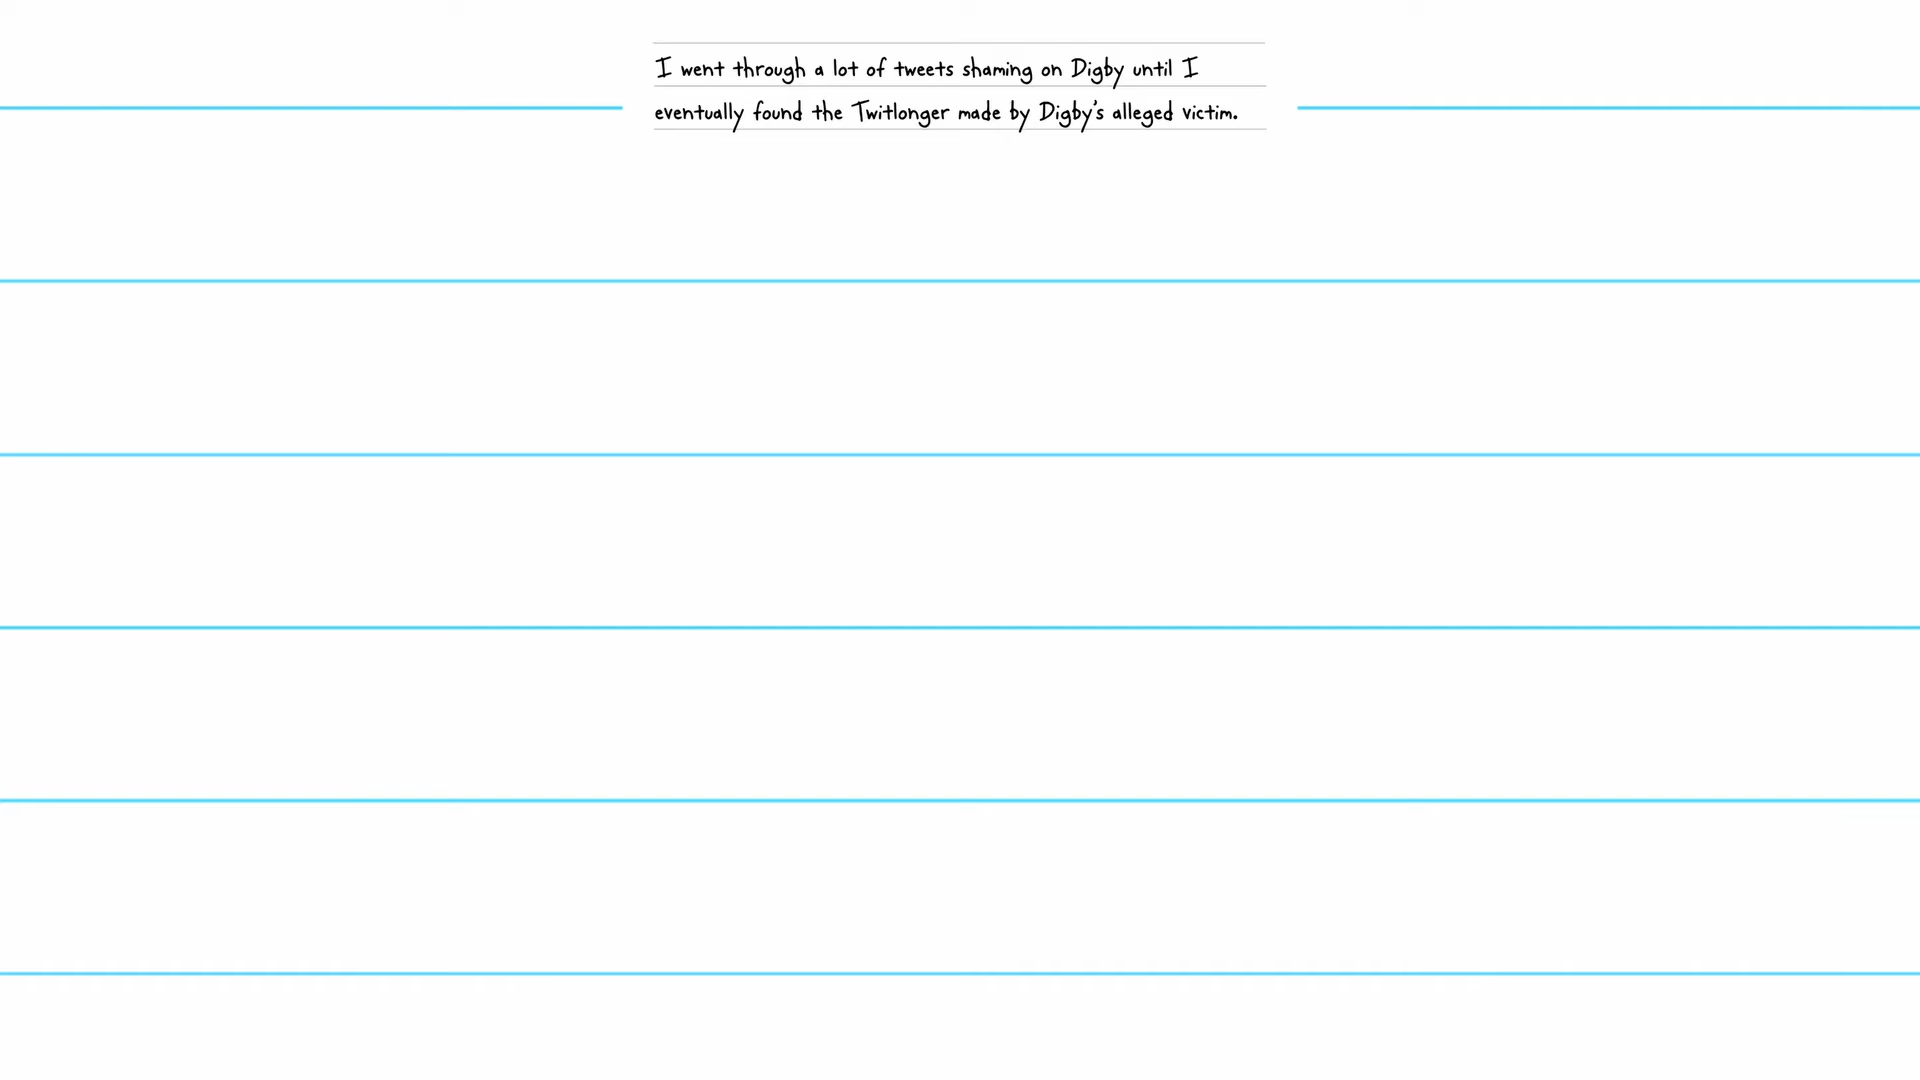 I went through a lot of tweets shaming on Digby until I
eventually found the Twitlonger made by Digby's alleged victim.